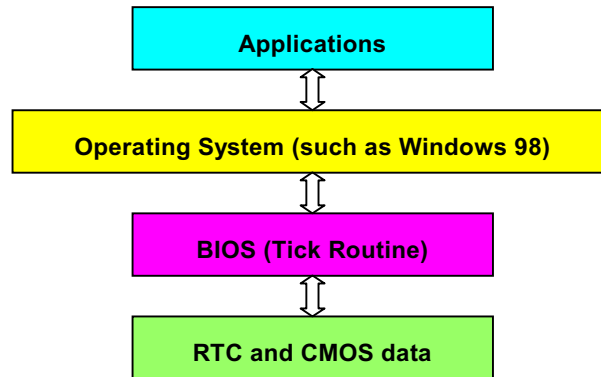 Applications
Operating System (such as Windows 98)
BIOS (Tick Routine)
RTC and CMOS data